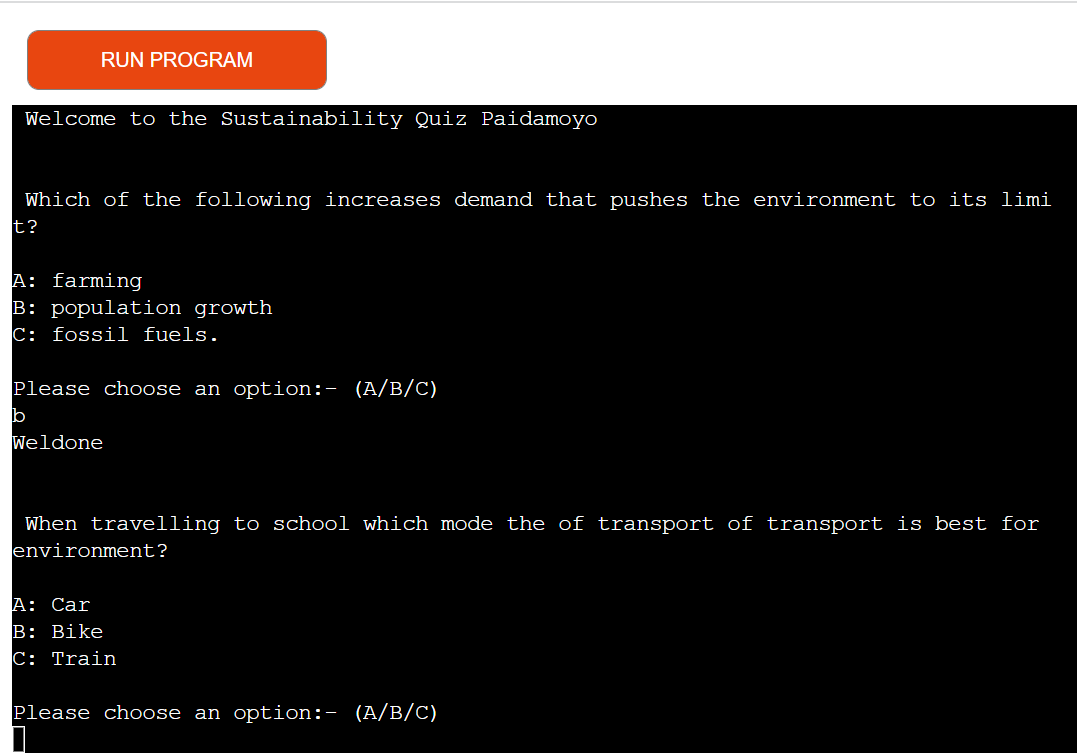 RUN PROGRAM
Welcome to the Sustainability Quiz Paidamoyo
Which of the following increases demand that pushes the environment to its limi
t?
A: farming
B: population growth
C: fossil fuels.
Please choose an option:- (A/B/C)
b
Weldone
When travelling to school which mode the of transport of transport is best for
environment?
A: Car
B: Bike
C: Train
Please choose an option:- (A/B/C)